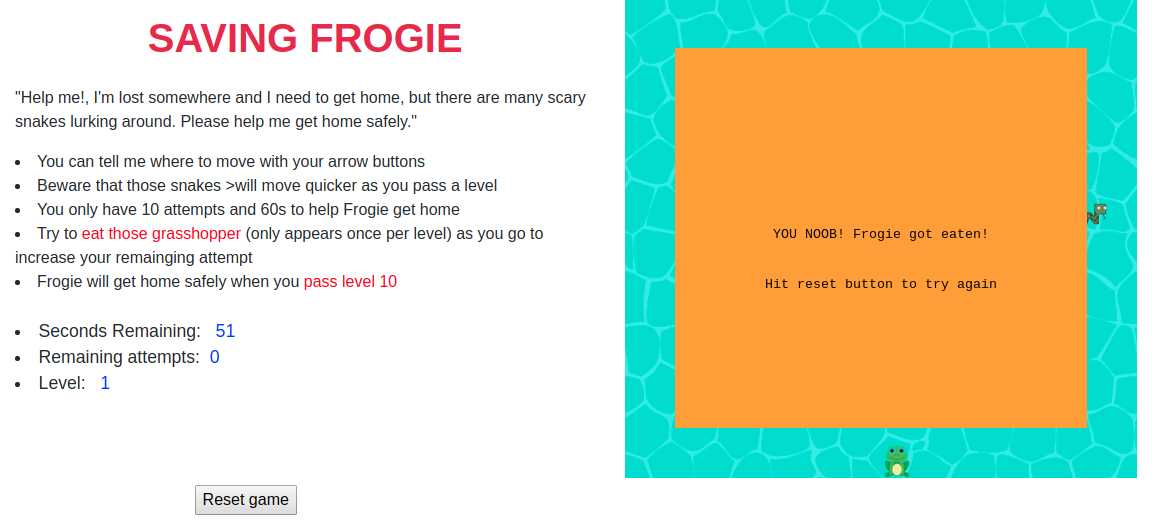 SAVING FROGIE
"Help me!, I'm lost somewhere and I need to get home, but there are many scary
snakes lurking around. Please help me get home safely."
• You can tell me where to move with your arrow buttons
• Beware that those snakes >will move quicker as you pass a level
• You only have 10 attempts and 60s to help Frogie get home
• Try to eat those grasshopper (only appears once per level) as you go to
increase your remainging attempt
• Frogie will get home safely when you pass level 10
• Seconds Remaining: 51
• Remaining attempts: 0
• Level: 1
Reset game
YOU NOOB! Frogie got eaten!
Hit reset button to try again